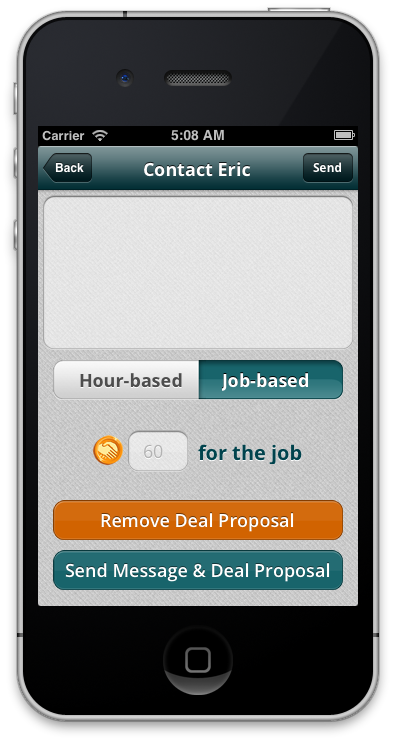 Carrier 5:08 AM
Back Contact Eric Send
Hour-based Job-based
60 for the job
Remove Deal Proposal
Send Message & Deal Proposal